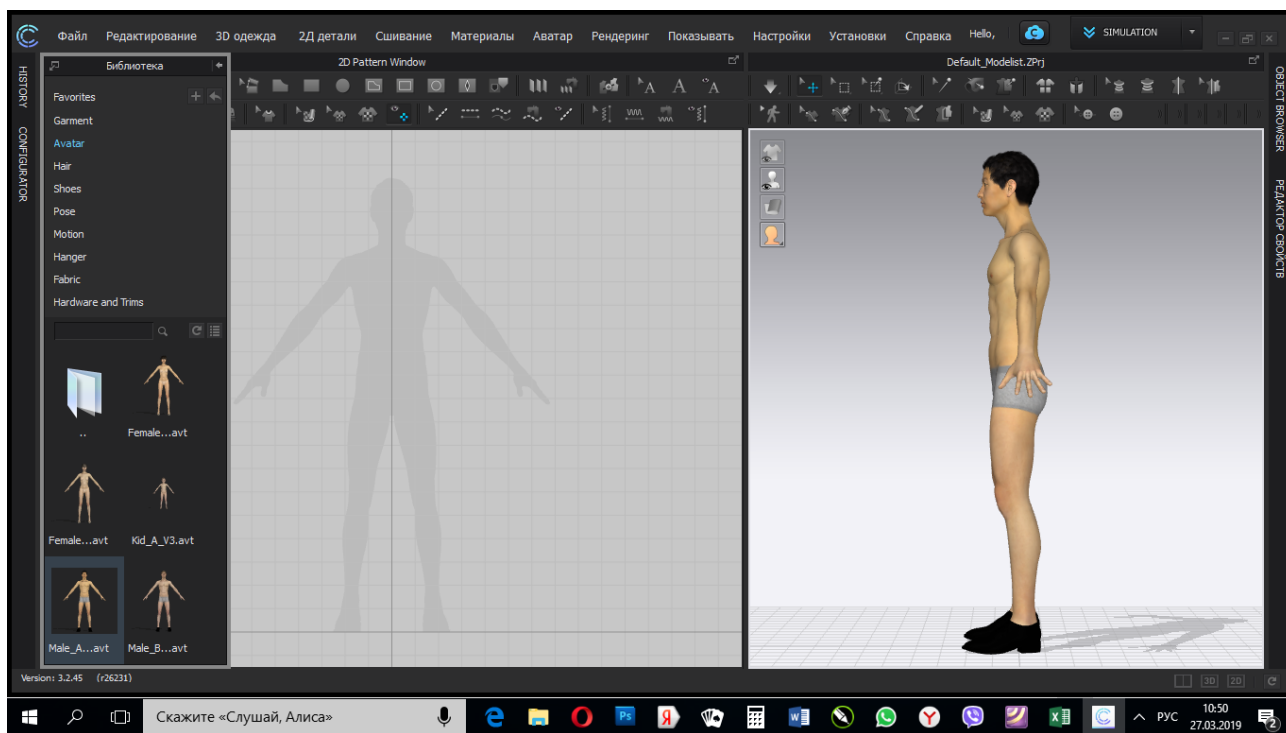 Файл Редактирование 3D одежда 2Д детали Сшивание Материалы Аватар Рендеринг Показывать Настройки Установки Справка Hello, SIMULATION
HISTORY
CONFIGURATOR
Библиотека
Favorites
Garment
Avatar
Hair
Shoes
Pose
Motion
Hanger
Fabric
Hardware and Trims
..
Female...avt
Female...avt
Kid_A_V3.avt
Male_A...avt
Male_B...avt
2D Pattern Window
Default_Modelist.ZPrj
OBJECT BROWSER
РЕДАКТОР СВОЙСТВ
Version: 3.2.45 (r26231)
3D 2D
Скажите «Слушай, Алиса»
РУС
10:50
27.03.2019
2